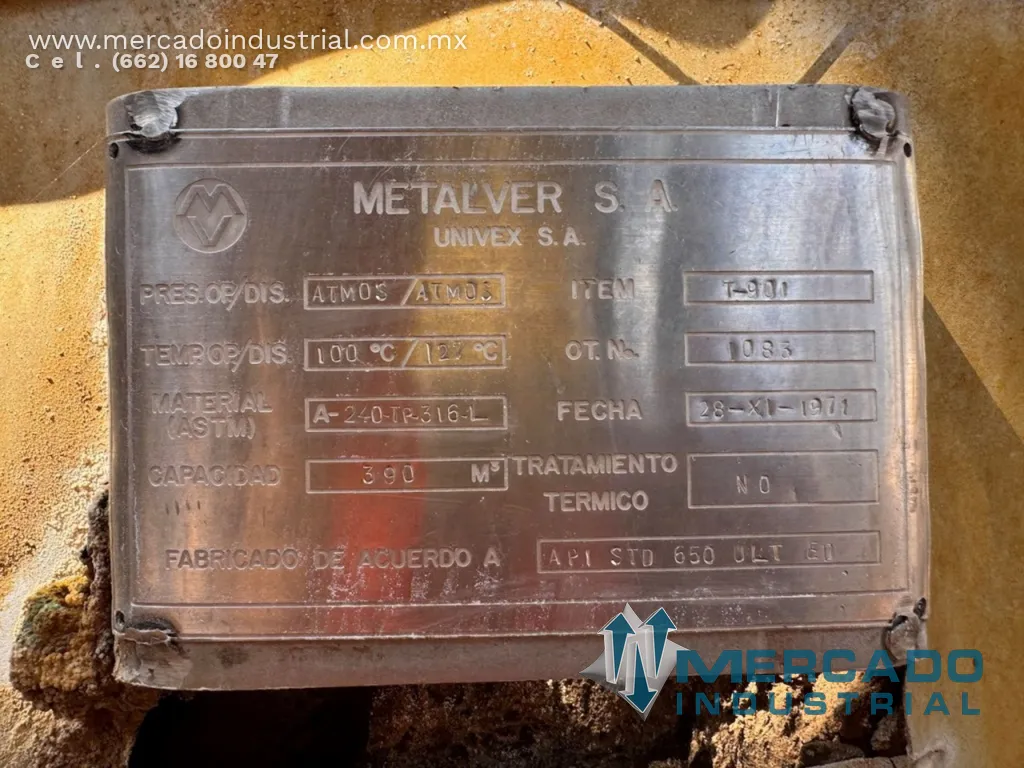 www.mercadoindustrial.com.mx
Cel. (662) 16 800 47
METALVER S. A.
UNIVEX S.A.
PRES.OP/DIS. ATMOS / ATMOS ITEM T-901
TEMP.OP/DIS. 100 °C / 122 °C OT. No. 1083
MATERIAL (ASTM) A-240-TP-316-L FECHA 28-XI-1971
CAPACIDAD 390 M³ TRATAMIENTO TERMICO NO
FABRICADO DE ACUERDO A API STD 650 ULT ED
MERCADO
INDUSTRIAL